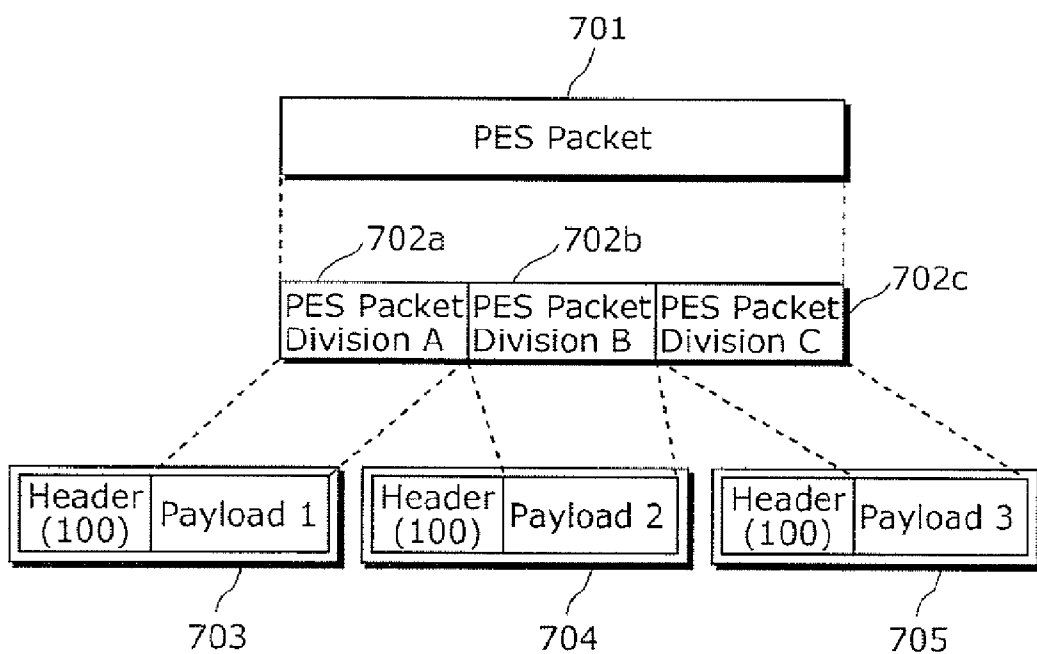 701
PES Packet
702a
702b
702c
PES Packet
Division A
PES Packet
Division B
PES Packet
Division C
Header
(100)
Payload 1
Header
(100)
Payload 2
Header
(100)
Payload 3
703
704
705